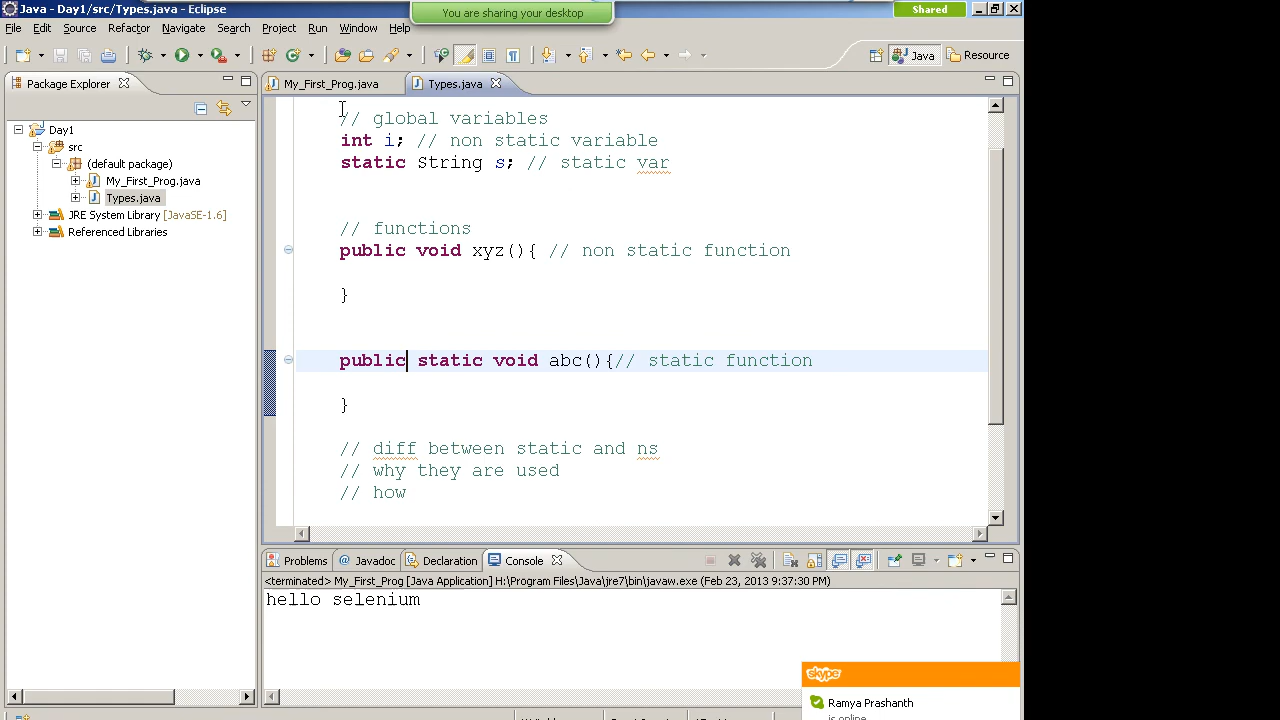 Java - Day1/src/Types.java - Eclipse
You are sharing your desktop
Shared
File Edit Source Refactor Navigate Search Project Run Window Help
Java Resource
Package Explorer
My_First_Prog.java
Types.java
Day1
src
(default package)
My_First_Prog.java
Types.java
JRE System Library [JavaSE-1.6]
Referenced Libraries
// global variables
int i; // non static variable
static String s; // static var
// functions
public void xyz(){ // non static function
}
public static void abc(){// static function
}
// diff between static and ns
// why they are used
// how
Problems @ Javadoc Declaration Console
<terminated> My_First_Prog [Java Application] H:\Program Files\Java\jre7\bin\javaw.exe (Feb 23, 2013 9:37:30 PM)
hello selenium
skype
Ramya Prashanth
is online